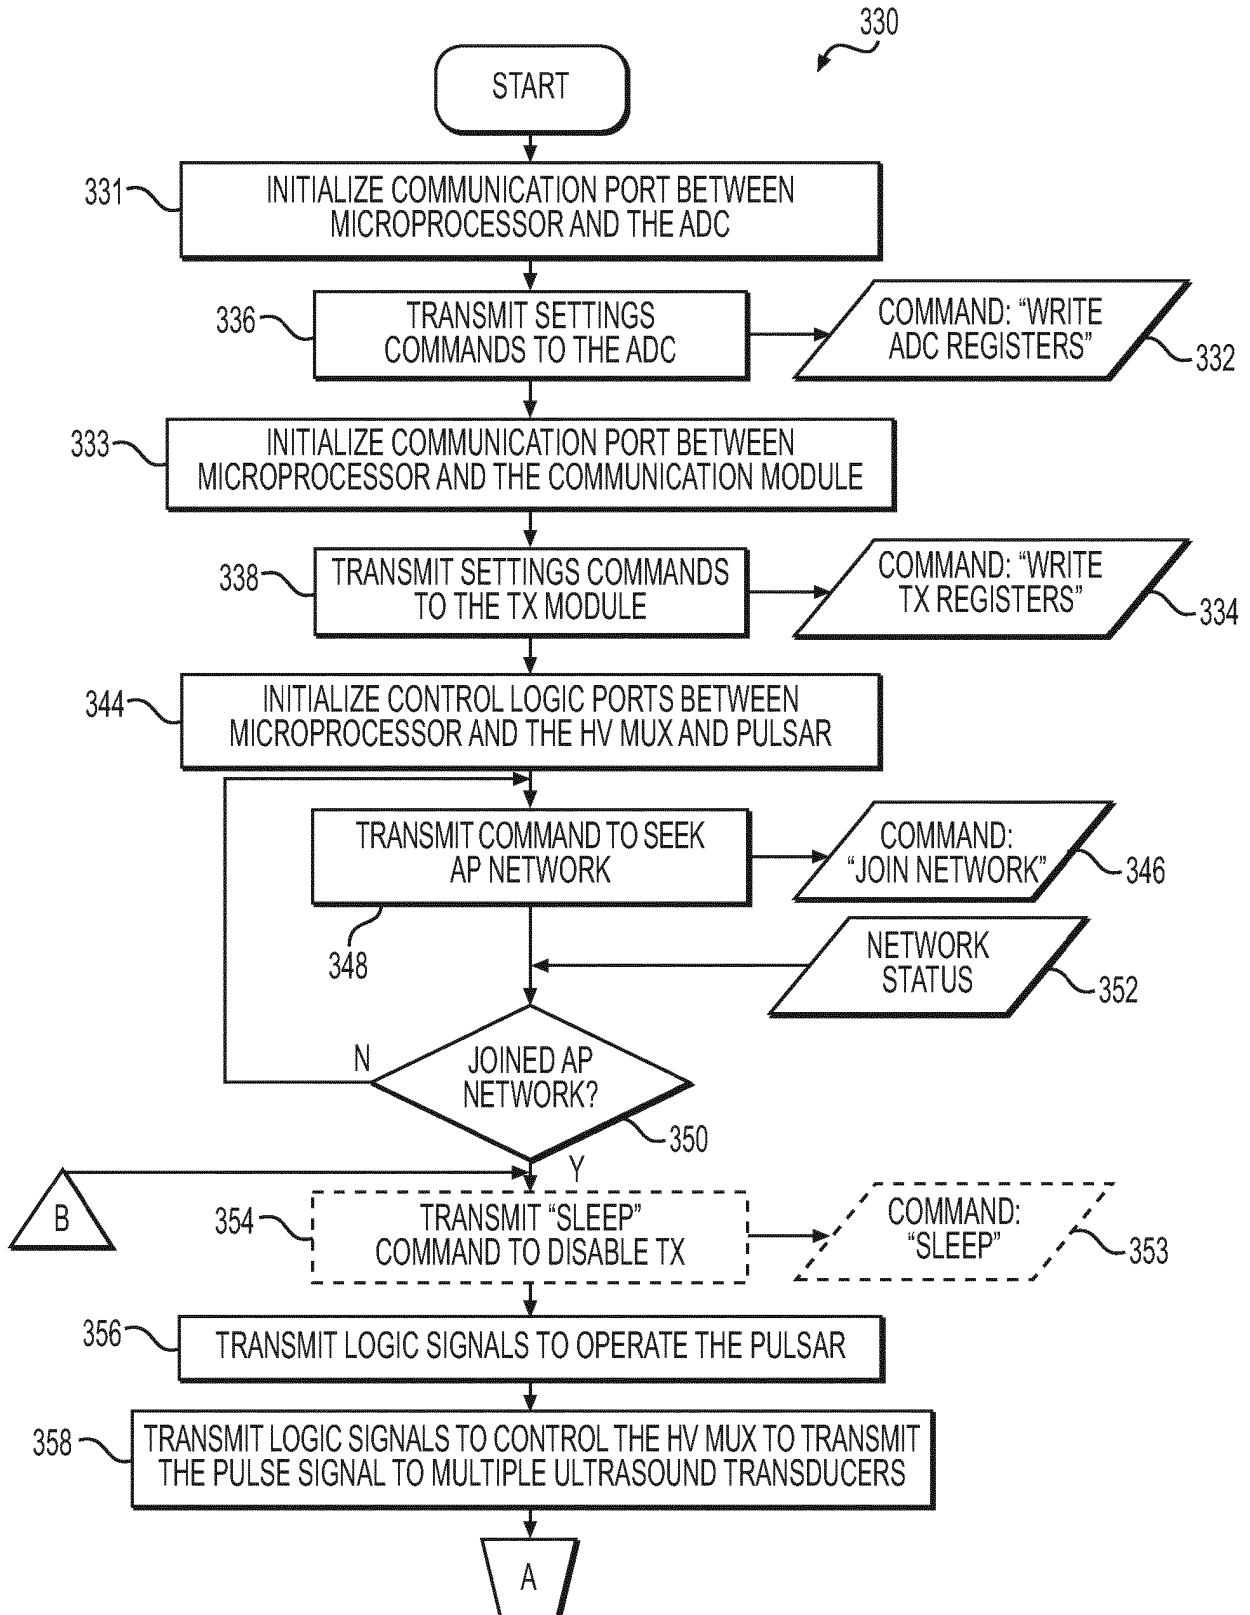 330
START
331
INITIALIZE COMMUNICATION PORT BETWEEN
MICROPROCESSOR AND THE ADC
336
TRANSMIT SETTINGS
COMMANDS TO THE ADC
COMMAND: “WRITE
ADC REGISTERS”
332
333
INITIALIZE COMMUNICATION PORT BETWEEN
MICROPROCESSOR AND THE COMMUNICATION MODULE
338
TRANSMIT SETTINGS COMMANDS
TO THE TX MODULE
COMMAND: “WRITE
TX REGISTERS”
334
344
INITIALIZE CONTROL LOGIC PORTS BETWEEN
MICROPROCESSOR AND THE HV MUX AND PULSAR
TRANSMIT COMMAND TO SEEK
AP NETWORK
348
COMMAND:
“JOIN NETWORK”
346
NETWORK
STATUS
352
N
JOINED AP
NETWORK?
350
Y
B
354
TRANSMIT “SLEEP”
COMMAND TO DISABLE TX
COMMAND:
“SLEEP”
353
356
TRANSMIT LOGIC SIGNALS TO OPERATE THE PULSAR
358
TRANSMIT LOGIC SIGNALS TO CONTROL THE HV MUX TO TRANSMIT
THE PULSE SIGNAL TO MULTIPLE ULTRASOUND TRANSDUCERS
A